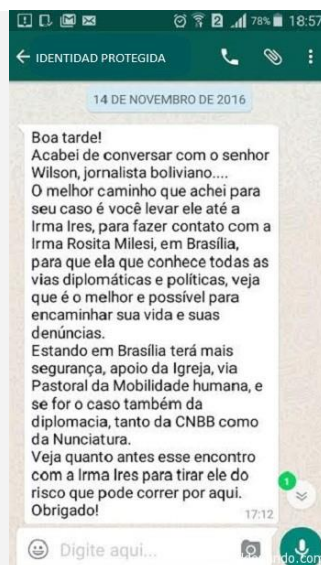 2 78% 18:57
IDENTIDAD PROTEGIDA
14 DE NOVEMBRO DE 2016
Boa tarde!
Acabei de conversar com o senhor
Wilson, jornalista boliviano....
O melhor caminho que achei para
seu caso é você levar ele até a
Irma Ires, para fazer contato com a
Irma Rosita Milesi, em Brasília,
para que ela que conhece todas as
vias diplomáticas e políticas, veja
que é o melhor e possível para
encaminhar sua vida e suas
denúncias.
Estando em Brasília terá mais
segurança, apoio da Igreja, via
Pastoral da Mobilidade humana, e
se for o caso também da
diplomacia, tanto da CNBB como
da Nunciatura.
Veja quanto antes esse encontro
com a Irma Ires para tirar ele do
risco que pode correr por aqui.
Obrigado!
17:12
1
Digite aqui...